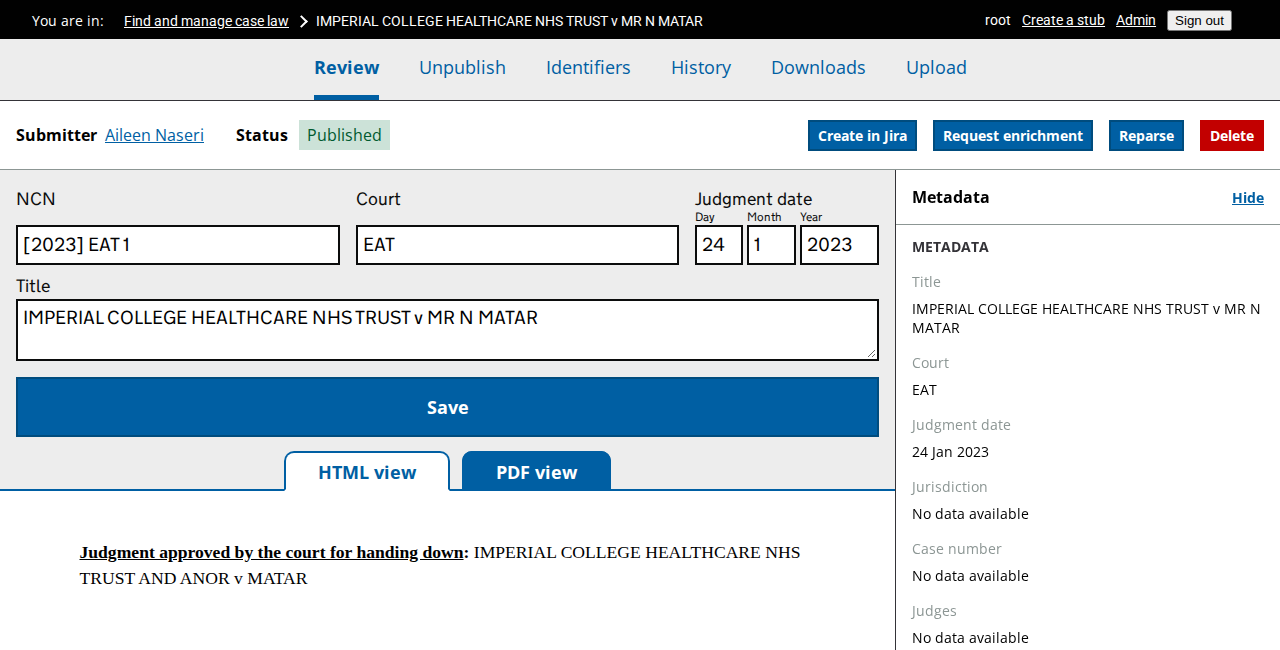 You are in: Find and manage case law IMPERIAL COLLEGE HEALTHCARE NHS TRUST v MR N MATAR root Create a stub Admin Sign out
Review Unpublish Identifiers History Downloads Upload
Submitter Aileen Naseri Status Published Create in Jira Request enrichment Reparse Delete
NCN Court Judgment date
Day Month Year
[2023] EAT 1 EAT 24 1 2023
Title
IMPERIAL COLLEGE HEALTHCARE NHS TRUST v MR N MATAR
Save
HTML view PDF view
Judgment approved by the court for handing down: IMPERIAL COLLEGE HEALTHCARE NHS
TRUST AND ANOR v MATAR
Metadata Hide
METADATA
Title
IMPERIAL COLLEGE HEALTHCARE NHS TRUST v MR N
MATAR
Court
EAT
Judgment date
24 Jan 2023
Jurisdiction
No data available
Case number
No data available
Judges
No data available